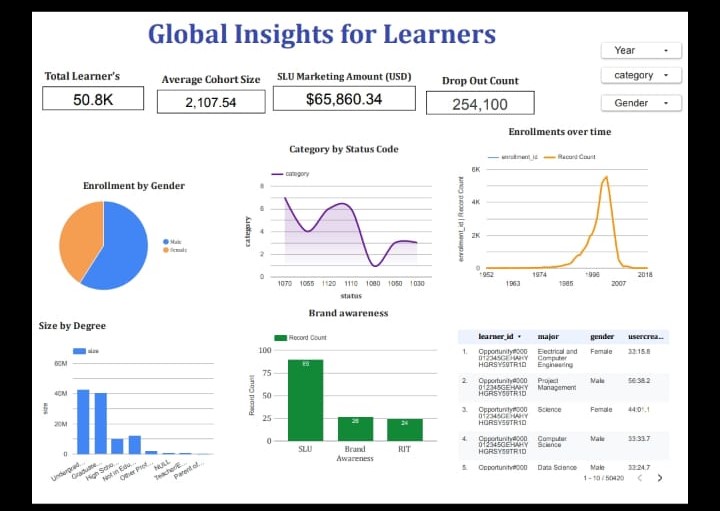 Global Insights for Learners
Year
category
Gender
Total Learner's
50.8K
Average Cohort Size
2,107.54
SLU Marketing Amount (USD)
$65,860.34
Drop Out Count
254,100
Enrollment by Gender
Male
Female
Category by Status Code
category
category
8
6
4
2
0
1070 1055 1120 1110 1080 1050 1030
status
Enrollments over time
enrollment_id Record Count
enrollment_id | Record Count
6K
4K
2K
0
1952 1974 1996 2018
1963 1985 2007
Size by Degree
size
size
60M
40M
20M
0
Undergrad...
Graduate...
High Scho...
Not in Edu...
Other Prof...
NULL
Teacher/E...
Parent of...
Brand awareness
Record Count
Record Count
100
75
50
25
0
26
24
SLU
Brand
Awareness
RIT
learner_id major gender usercrea...
1. Opportunity#000 Electrical and Female 33:15.8
012345GEHAHY Computer
HGRSY59TR1D Engineering
2. Opportunity#000 Project Male 56:38.2
012345GEHAHY Management
HGRSY59TR1D
3. Opportunity#000 Science Female 44:01.1
012345GEHAHY
HGRSY59TR1D
4. Opportunity#000 Computer Male 33:33.7
012345GEHAHY Science
HGRSY59TR1D
5. Opportunity#000 Data Science Male 32:24.7
1 - 10 / 50420